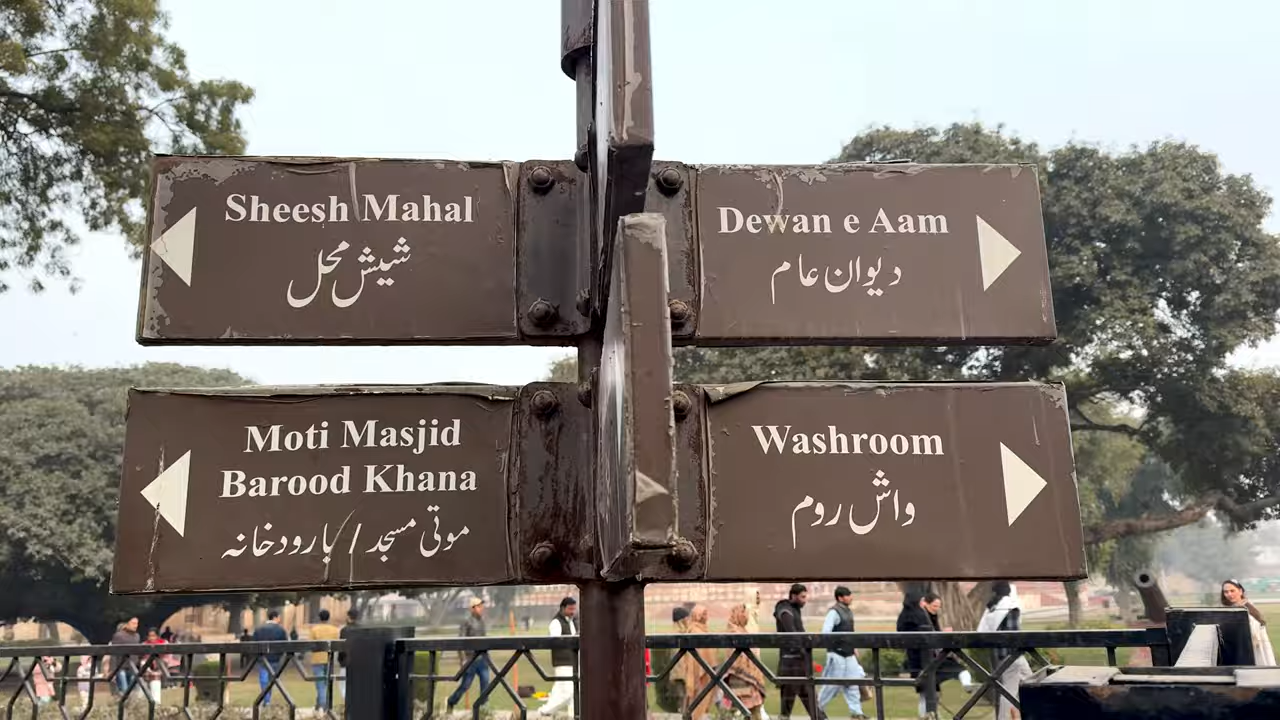 Sheesh Mahal
شیش محل
Dewan e Aam
دیوان عام
Moti Masjid
Barood Khana
موتی مسجد / بارودخانہ
Washroom
واش روم